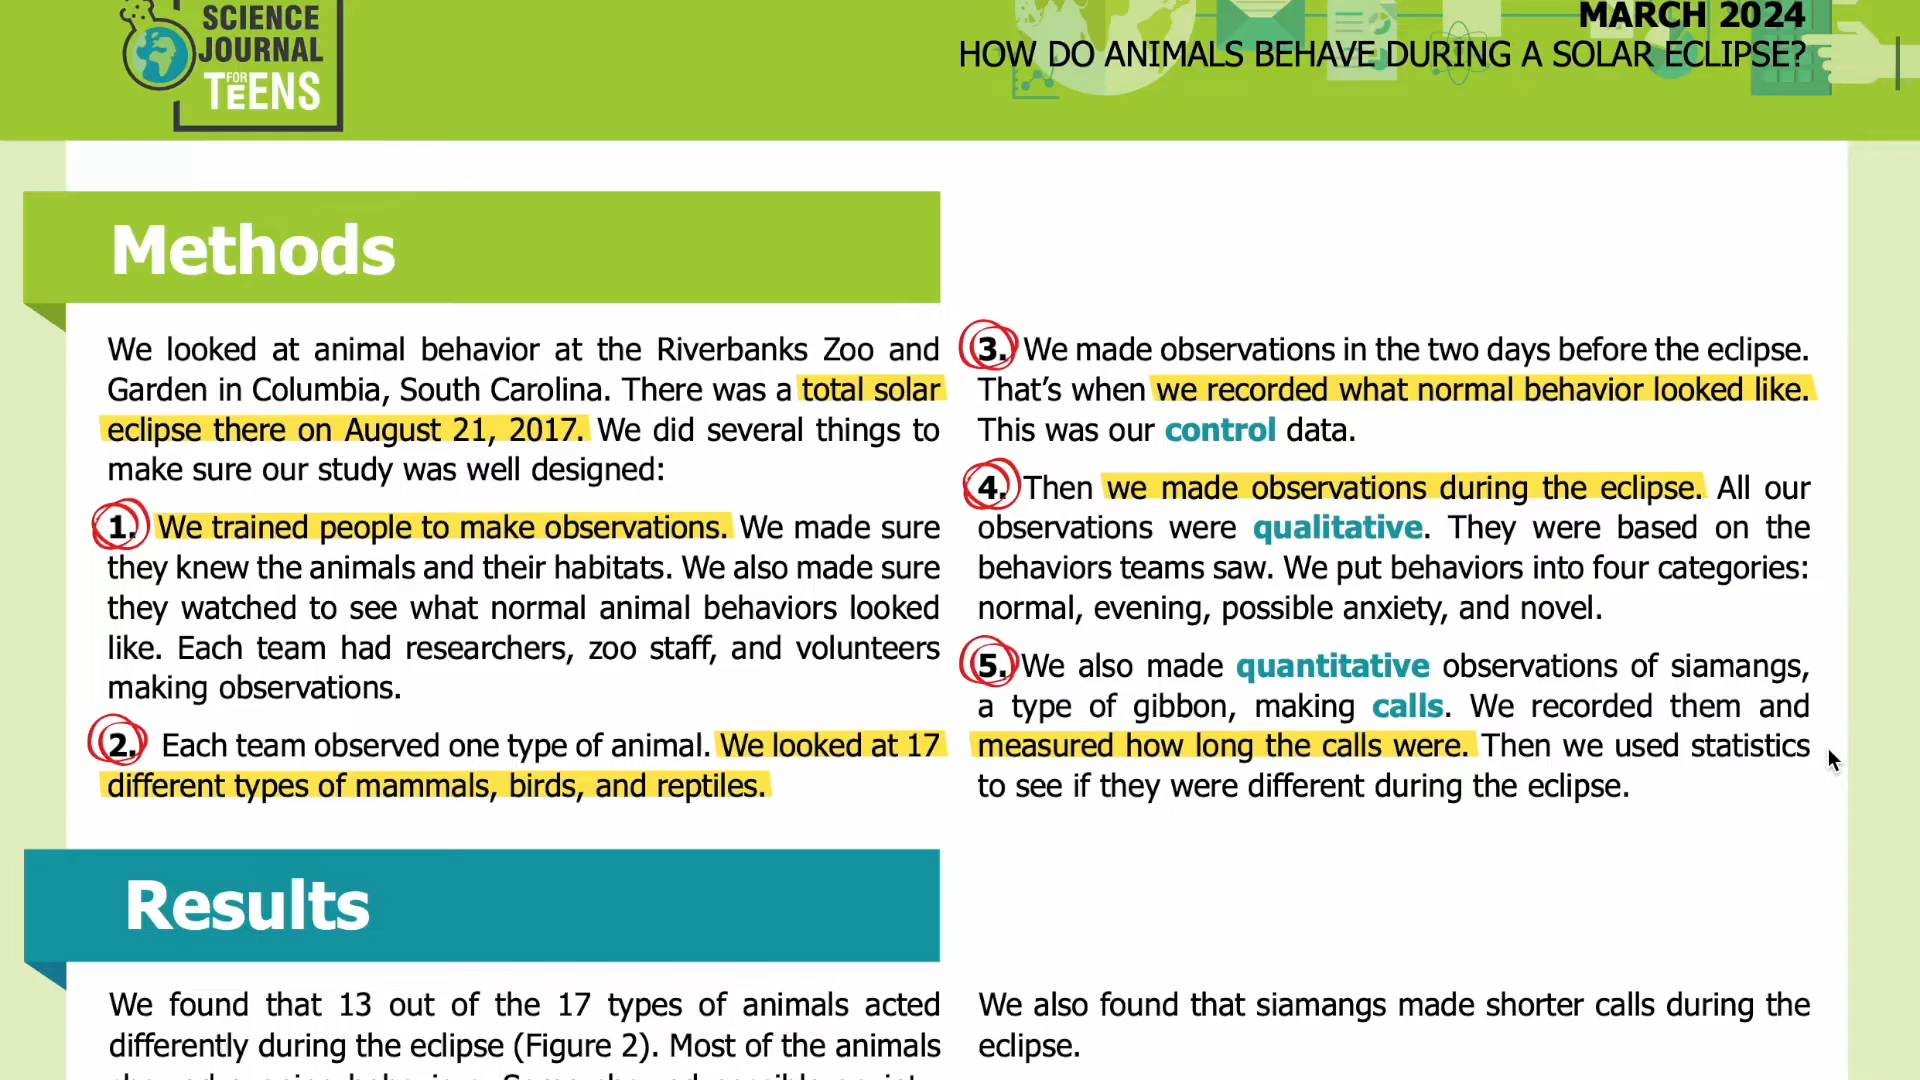 SCIENCE
JOURNAL
FOR
TEENS
MARCH 2024
HOW DO ANIMALS BEHAVE DURING A SOLAR ECLIPSE?
Methods
We looked at animal behavior at the Riverbanks Zoo and
Garden in Columbia, South Carolina. There was a total solar
eclipse there on August 21, 2017. We did several things to
make sure our study was well designed:
1. We trained people to make observations. We made sure
they knew the animals and their habitats. We also made sure
they watched to see what normal animal behaviors looked
like. Each team had researchers, zoo staff, and volunteers
making observations.
2. Each team observed one type of animal. We looked at 17
different types of mammals, birds, and reptiles.
3. We made observations in the two days before the eclipse.
That’s when we recorded what normal behavior looked like.
This was our control data.
4. Then we made observations during the eclipse. All our
observations were qualitative. They were based on the
behaviors teams saw. We put behaviors into four categories:
normal, evening, possible anxiety, and novel.
5. We also made quantitative observations of siamangs,
a type of gibbon, making calls. We recorded them and
measured how long the calls were. Then we used statistics
to see if they were different during the eclipse.
Results
We found that 13 out of the 17 types of animals acted
differently during the eclipse (Figure 2). Most of the animals
We also found that siamangs made shorter calls during the
eclipse.